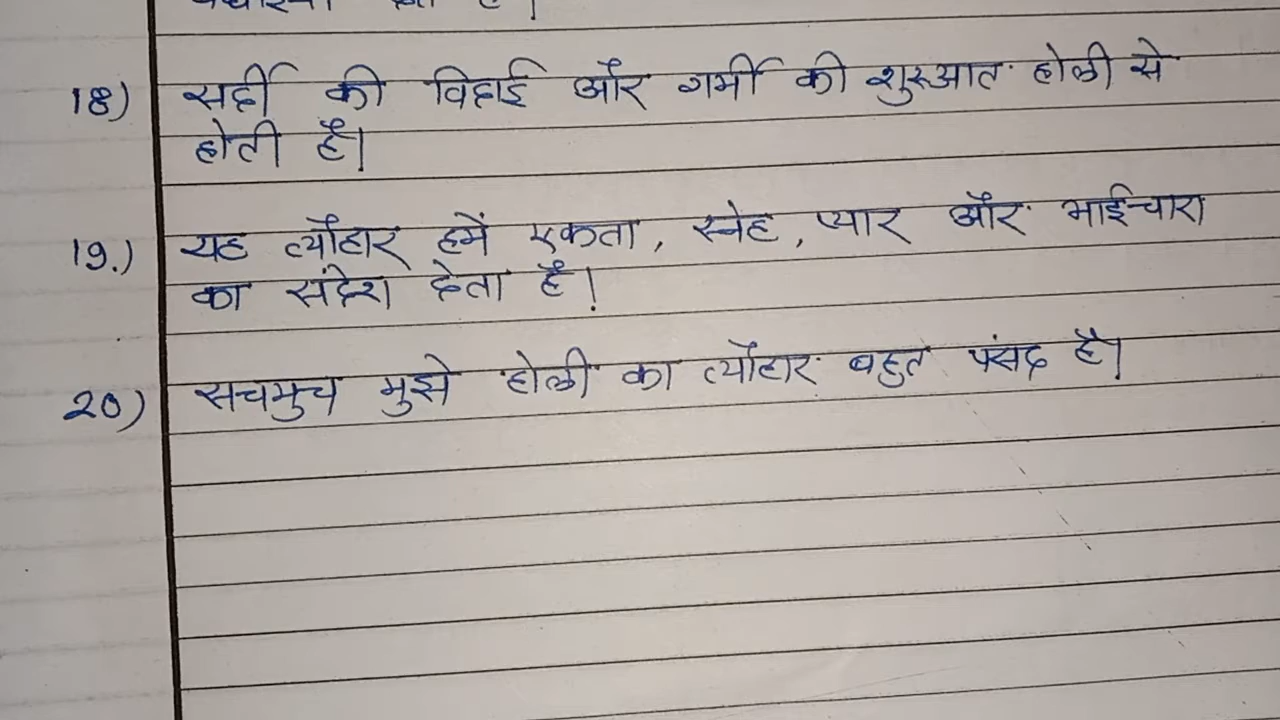 18) सर्दी की विदाई और गर्मी की शुरुआत होली से
होती है।
19.) यह त्यौहार हमें एकता, स्नेह, प्यार और भाईचारा
का संदेश देता है।
20) सचमुच मुझे होली का त्यौहार बहुत पसंद है।